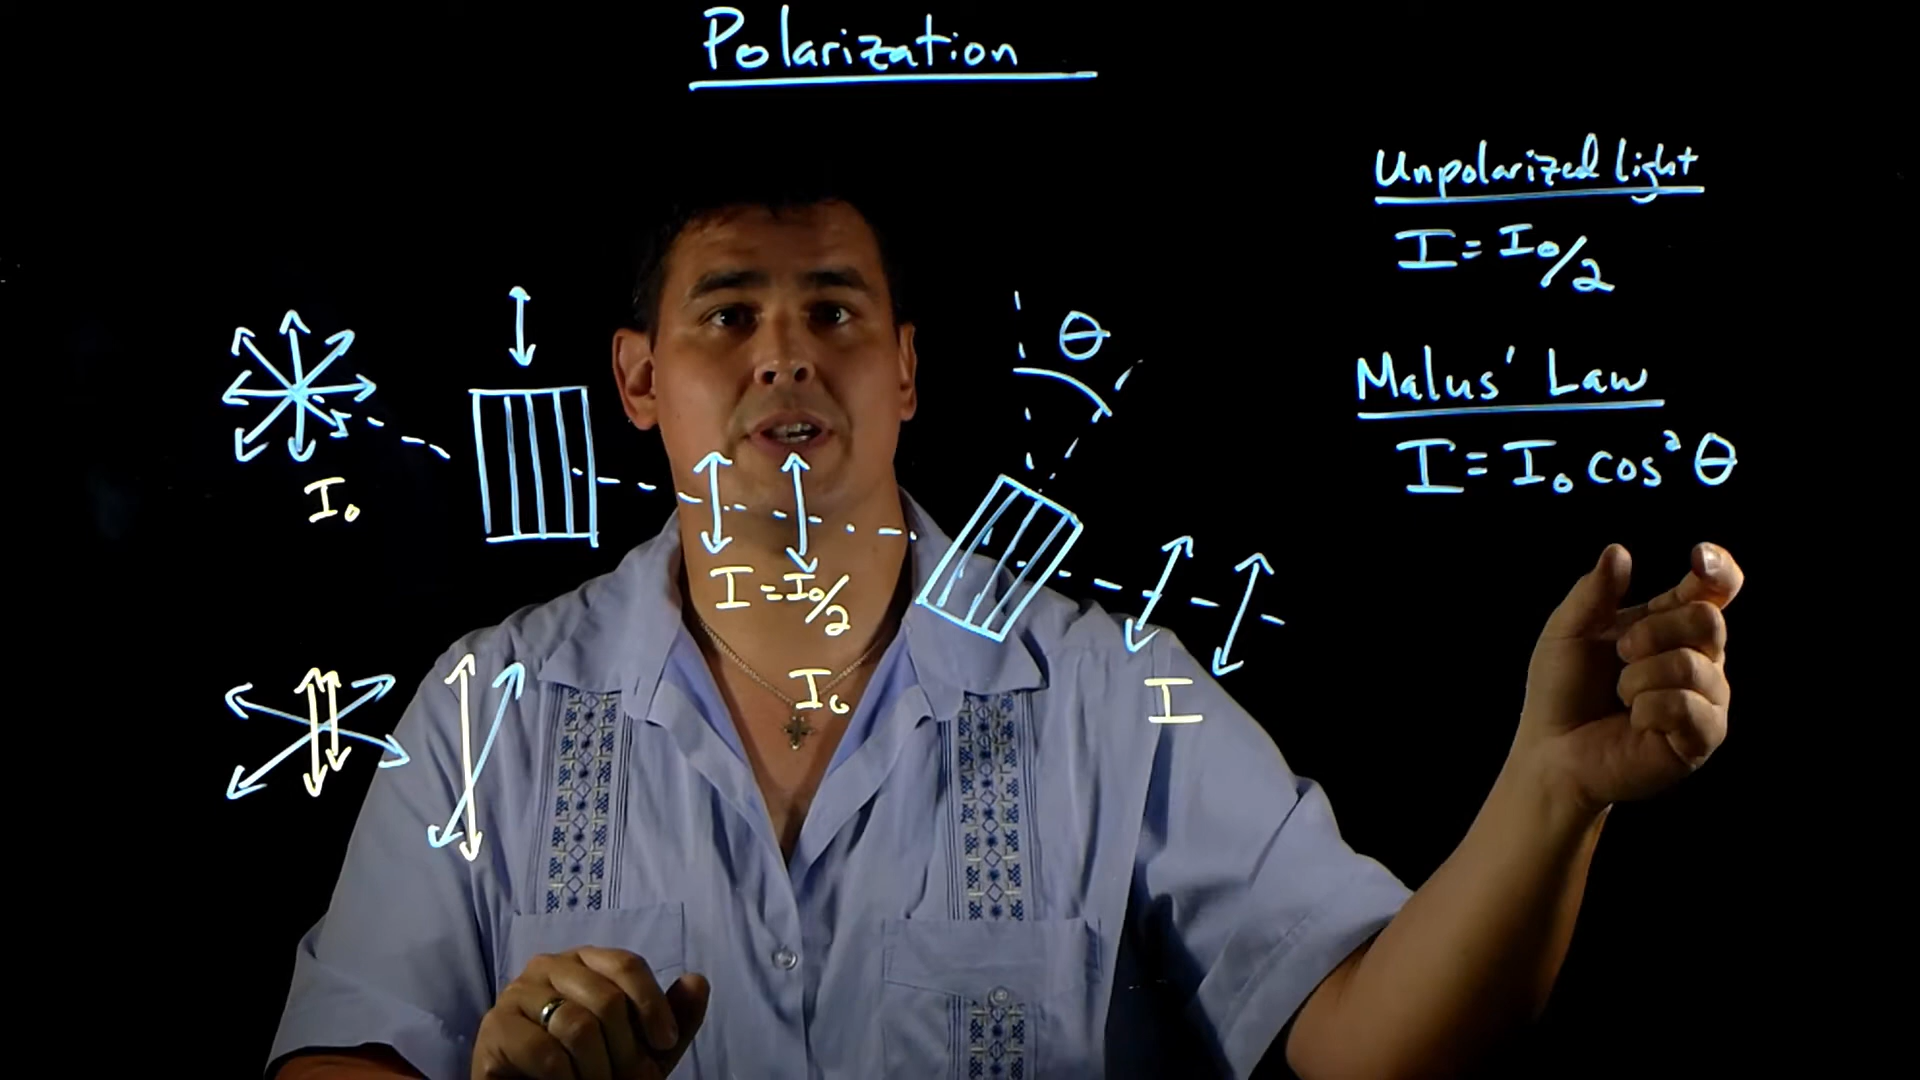 Polarization
Unpolarized light
I = I₀/2
Malus' Law
I = I₀ cos² θ
θ
I₀
I = I₀/2
I₀
I